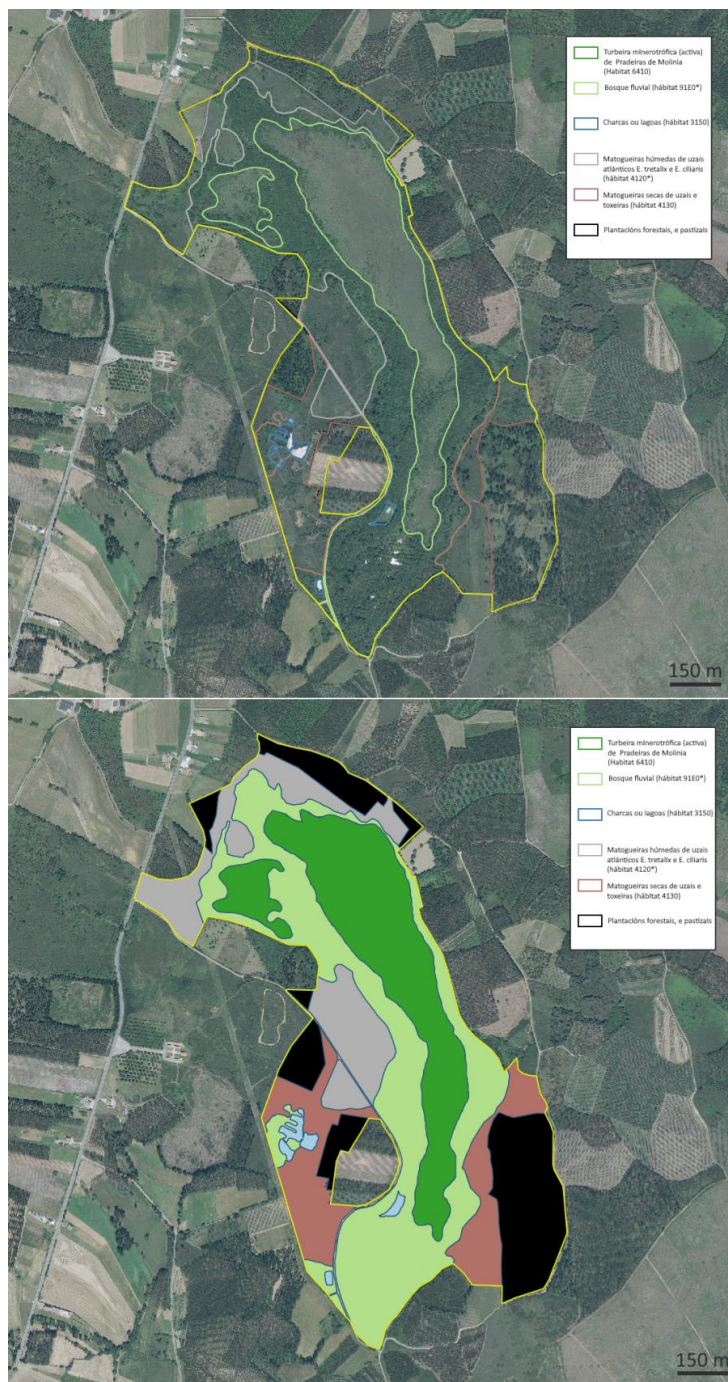 Turbeira minerotrófica (activa)
de Pradeiras de Molinia
(Habitat 6410)
Bosque fluvial (hábitat 91E0*)
Charcas ou lagoas (hábitat 3150)
Matogueiras húmedas de uzais
atlánticos E. tretalix e E. ciliaris
(hábitat 4120*)
Matogueiras secas de uzais e
toxeiras (hábitat 4130)
Plantacións forestais, e pastizais
150 m
Turbeira minerotrófica (activa)
de Pradeiras de Molinia
(Habitat 6410)
Bosque fluvial (hábitat 91E0*)
Charcas ou lagoas (hábitat 3150)
Matogueiras húmedas de uzais
atlánticos E. tretalix e E. ciliaris
(hábitat 4120*)
Matogueiras secas de uzais e
toxeiras (hábitat 4130)
Plantacións forestais, e pastizais
150 m